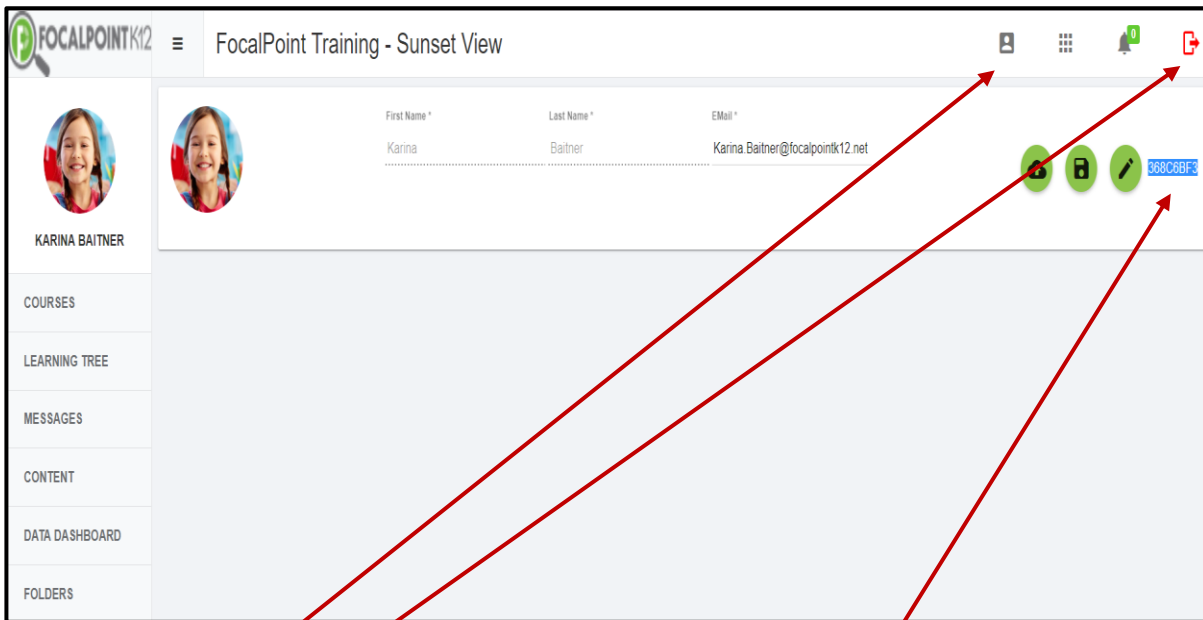 FOCALPOINTK12
FocalPoint Training - Sunset View
0
First Name *
Last Name *
EMail *
Karina
Baitner
Karina.Baitner@focalpointk12.net
368C6BF3
KARINA BAITNER
COURSES
LEARNING TREE
MESSAGES
CONTENT
DATA DASHBOARD
FOLDERS